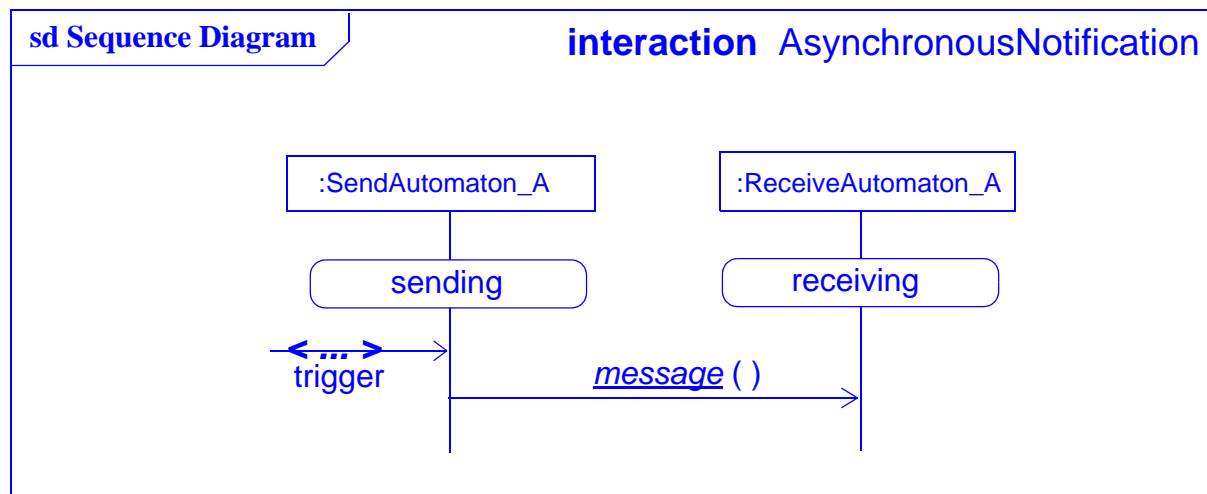 sd Sequence Diagram
interaction AsynchronousNotification
:SendAutomaton_A
:ReceiveAutomaton_A
sending
receiving
< ... >
trigger
message ( )